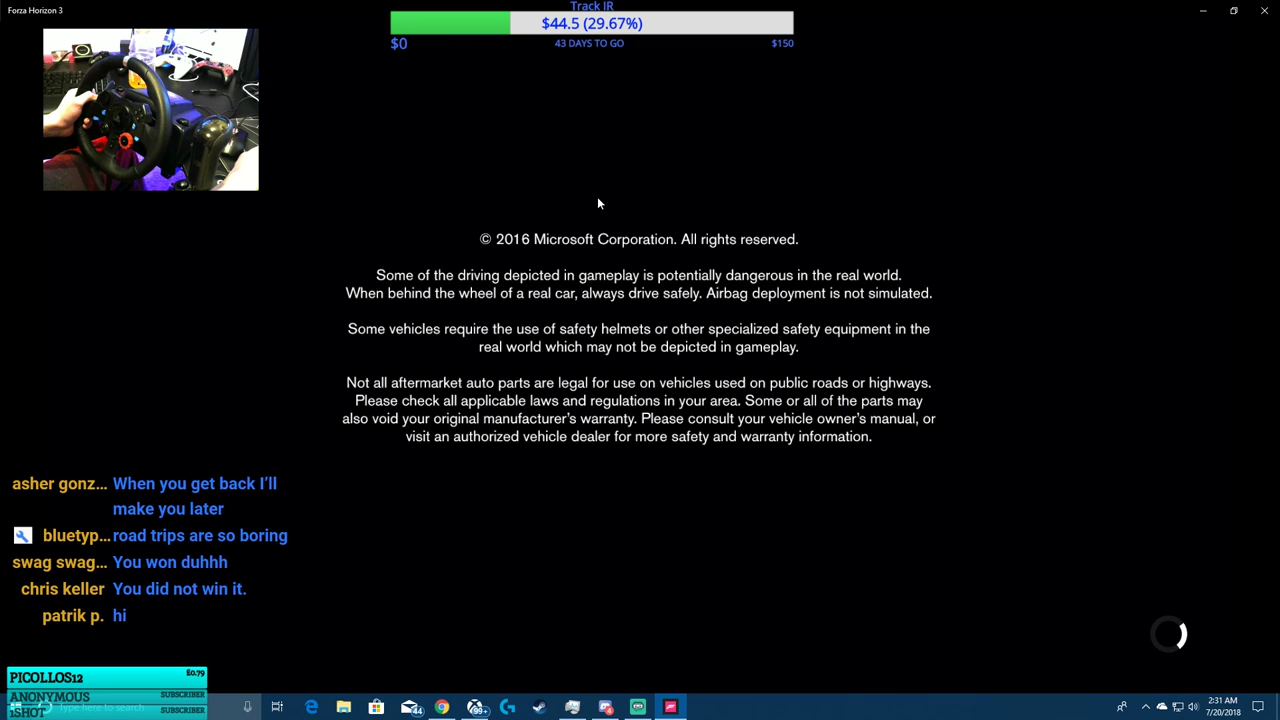 Forza Horizon 3
Track IR
$44.5 (29.67%)
$0
43 DAYS TO GO
$150
© 2016 Microsoft Corporation. All rights reserved.
Some of the driving depicted in gameplay is potentially dangerous in the real world.
When behind the wheel of a real car, always drive safely. Airbag deployment is not simulated.
Some vehicles require the use of safety helmets or other specialized safety equipment in the
real world which may not be depicted in gameplay.
Not all aftermarket auto parts are legal for use on vehicles used on public roads or highways.
Please check all applicable laws and regulations in your area. Some or all of the parts may
also void your original manufacturer's warranty. Please consult your vehicle owner's manual, or
visit an authorized vehicle dealer for more safety and warranty information.
asher gonz... When you get back I'll
make you later
bluetyp... road trips are so boring
swag swag... You won duhhh
chris keller You did not win it.
patrik p. hi
PICOLLOS12 £0.79
ANONYMOUS SUBSCRIBER
1SHOT SUBSCRIBER
Type here to search
2:31 AM
7/20/2018